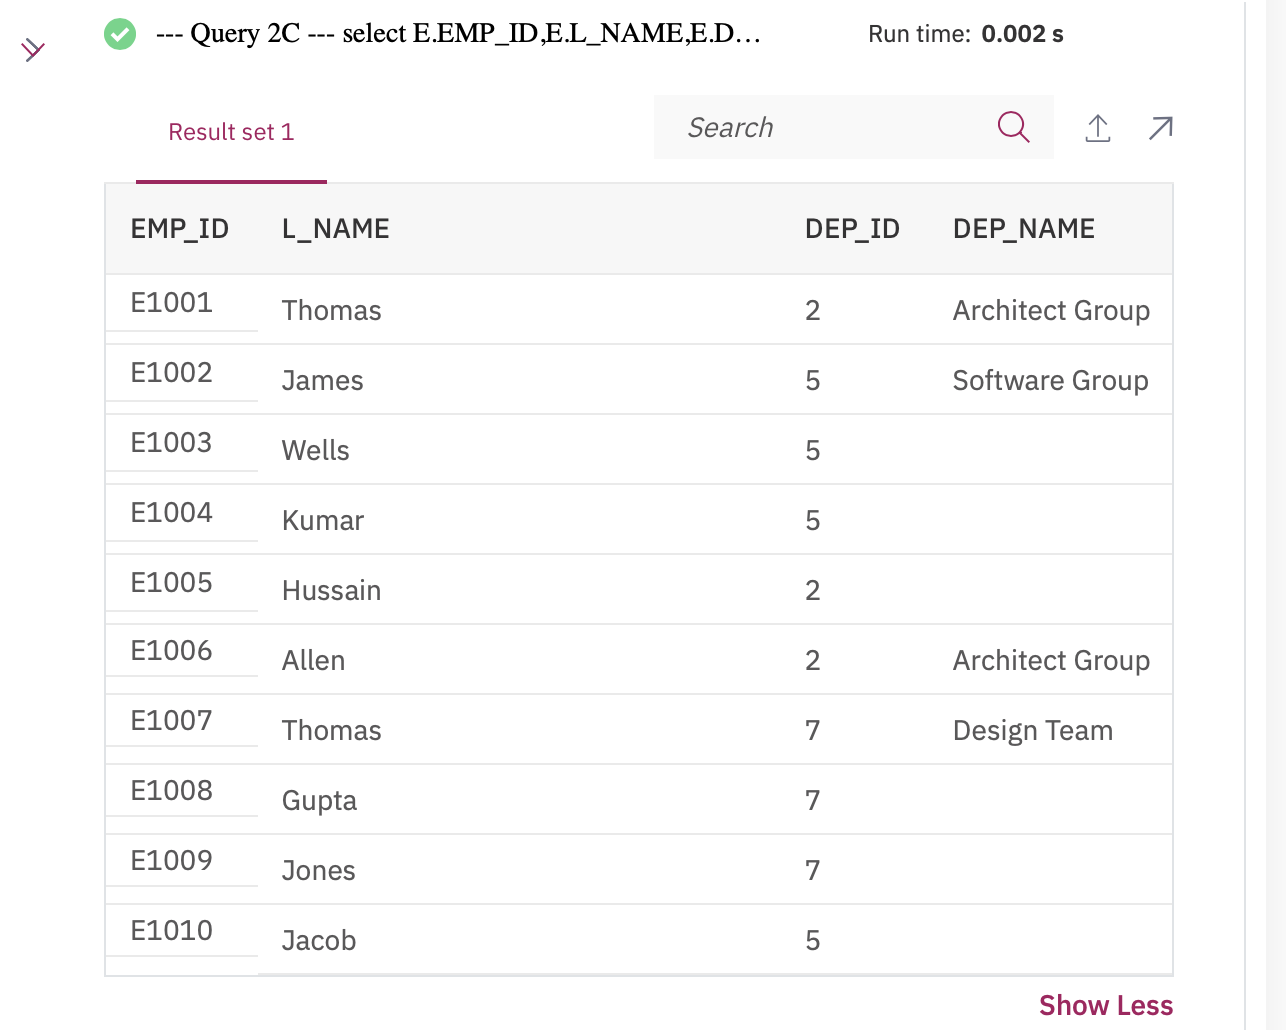 --- Query 2C --- select E.EMP_ID,E.L_NAME,E.D... Run time: 0.002 s
Result set 1 Search
EMP_ID L_NAME DEP_ID DEP_NAME
E1001 Thomas 2 Architect Group
E1002 James 5 Software Group
E1003 Wells 5
E1004 Kumar 5
E1005 Hussain 2
E1006 Allen 2 Architect Group
E1007 Thomas 7 Design Team
E1008 Gupta 7
E1009 Jones 7
E1010 Jacob 5
Show Less